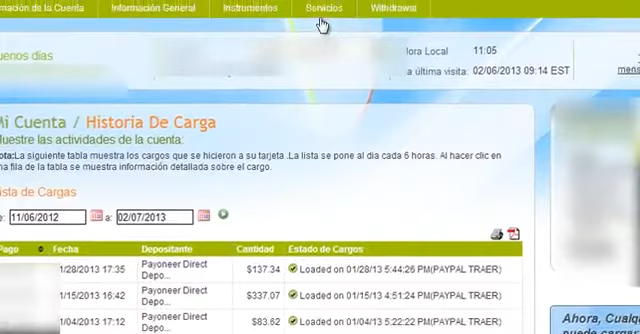 mación de la Cuenta Información General Instrumentos Servicios Withdrawal
uenos días
lora Local 11:05
a última visita: 02/06/2013 09:14 EST
mens
Mi Cuenta / Historia De Carga
Muestre las actividades de la cuenta:
ota:La siguiente tabla muestra los cargos que se hicieron a su tarjeta .La lista se pone al dia cada 6 horas. Al hacer clic en
na fila de la tabla se muestra información detallada sobre el cargo.
ista de Cargas
e: 11/06/2012 a: 02/07/2013
Pago Fecha Depositante Cantidad Estado de Cargos
1/28/2013 17:35 Payoneer Direct Depo... $137.34 Loaded on 01/28/13 5:44:26 PM(PAYPAL TRAER)
1/15/2013 16:42 Payoneer Direct Depo... $337.07 Loaded on 01/15/13 4:51:24 PM(PAYPAL TRAER)
1/04/2013 17:12 Payoneer Direct Depo... $83.62 Loaded on 01/04/13 5:22:22 PM(PAYPAL TRAER)
Ahora, Cualqu
puede cargar